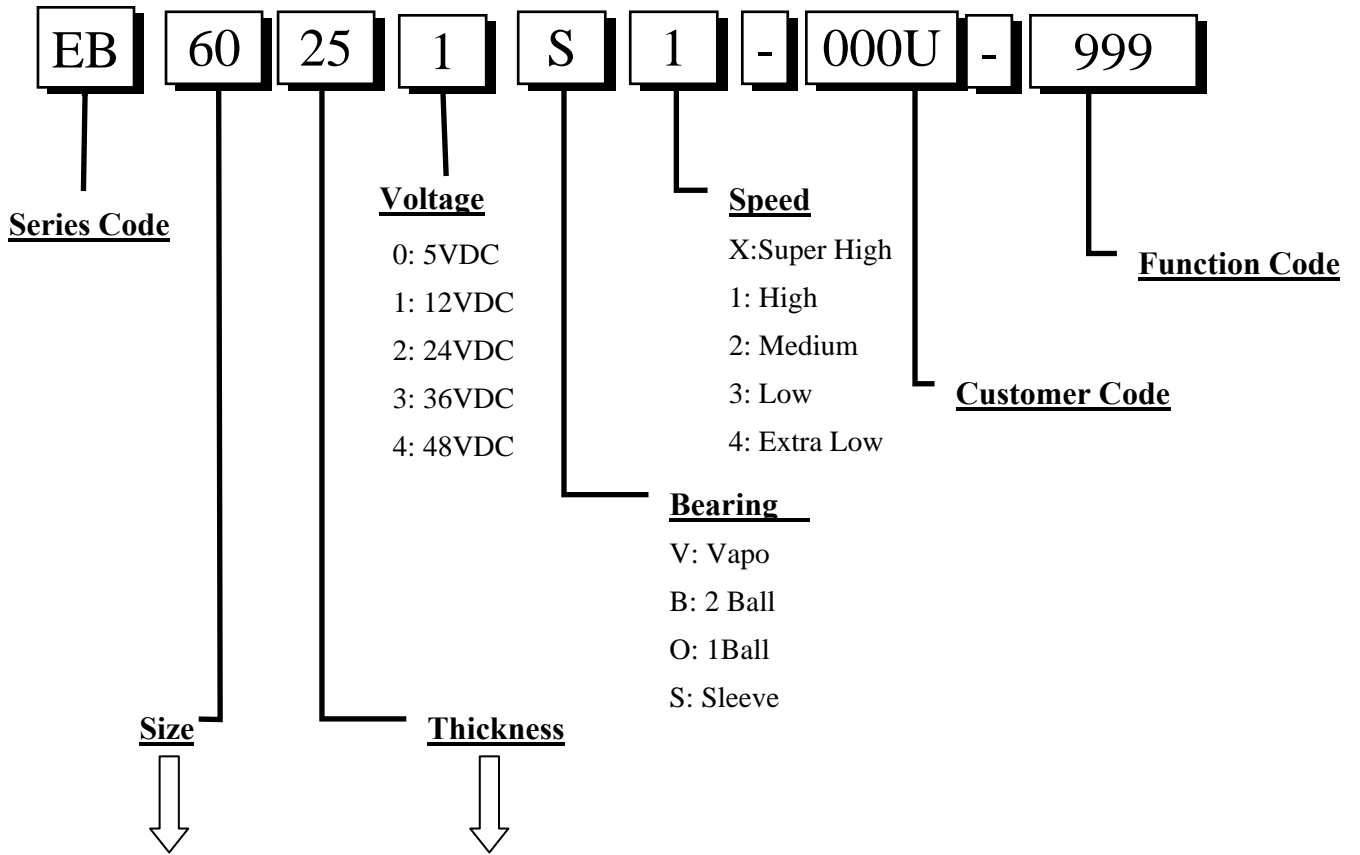 EB 60 25 1 S 1 - 000U - 999
Series Code
Voltage
0: 5VDC
1: 12VDC
2: 24VDC
3: 36VDC
4: 48VDC
Speed
X:Super High
1: High
2: Medium
3: Low
4: Extra Low
Function Code
Customer Code
Bearing
V: Vapo
B: 2 Ball
O: 1Ball
S: Sleeve
Size
Thickness